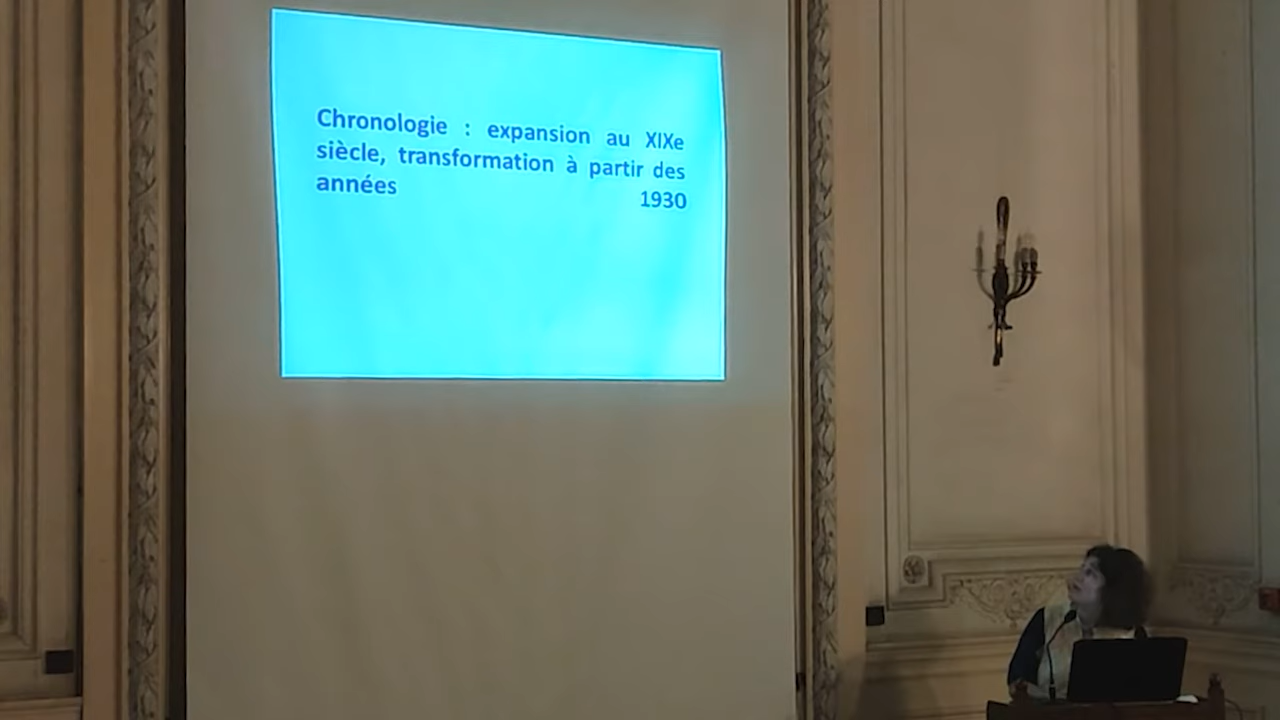 Chronologie : expansion au XIXe
siècle, transformation à partir des
années 1930